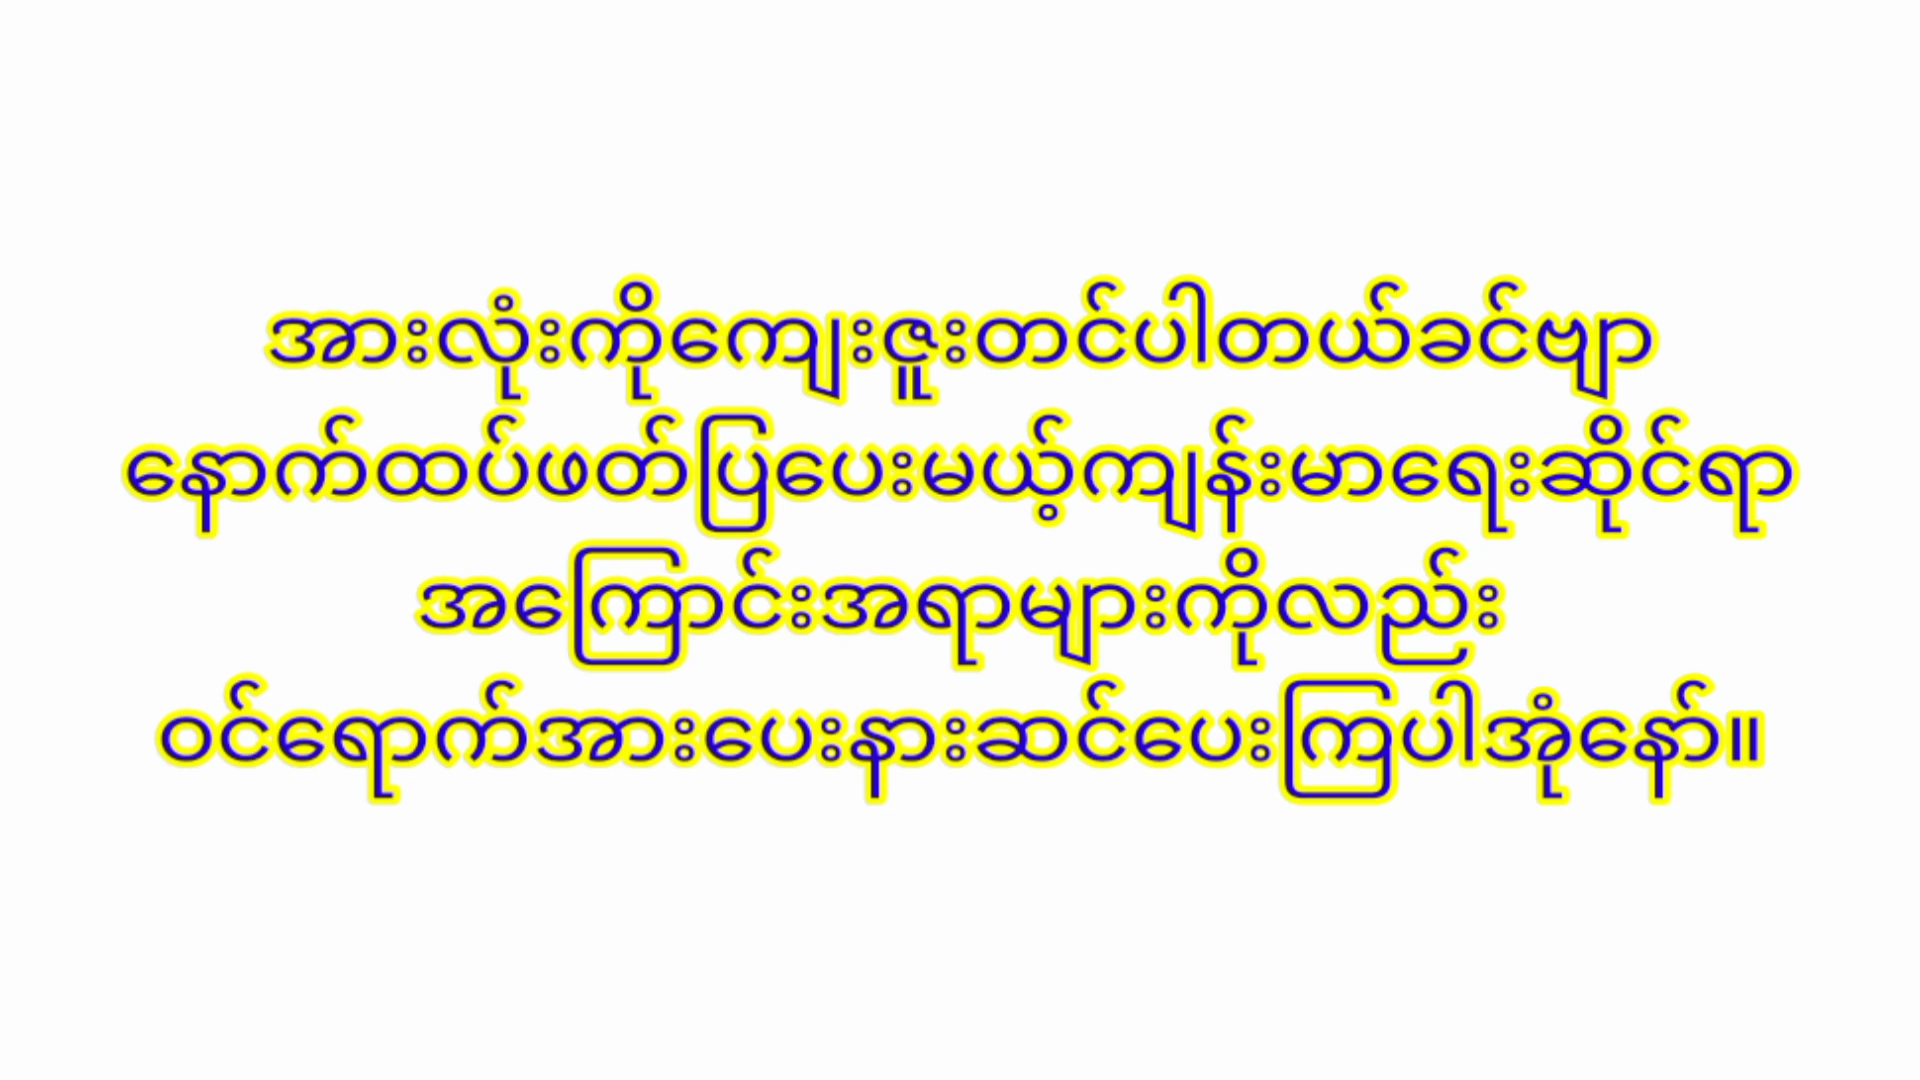 အားလုံးကိုကျေးဇူးတင်ပါတယ်ခင်ဗျာ
နောက်ထပ်ဖတ်ပြပေးမယ့်ကျန်းမာရေးဆိုင်ရာ
အကြောင်းအရာများကိုလည်း
ဝင်ရောက်အားပေးနားဆင်ပေးကြပါအုံနော်။